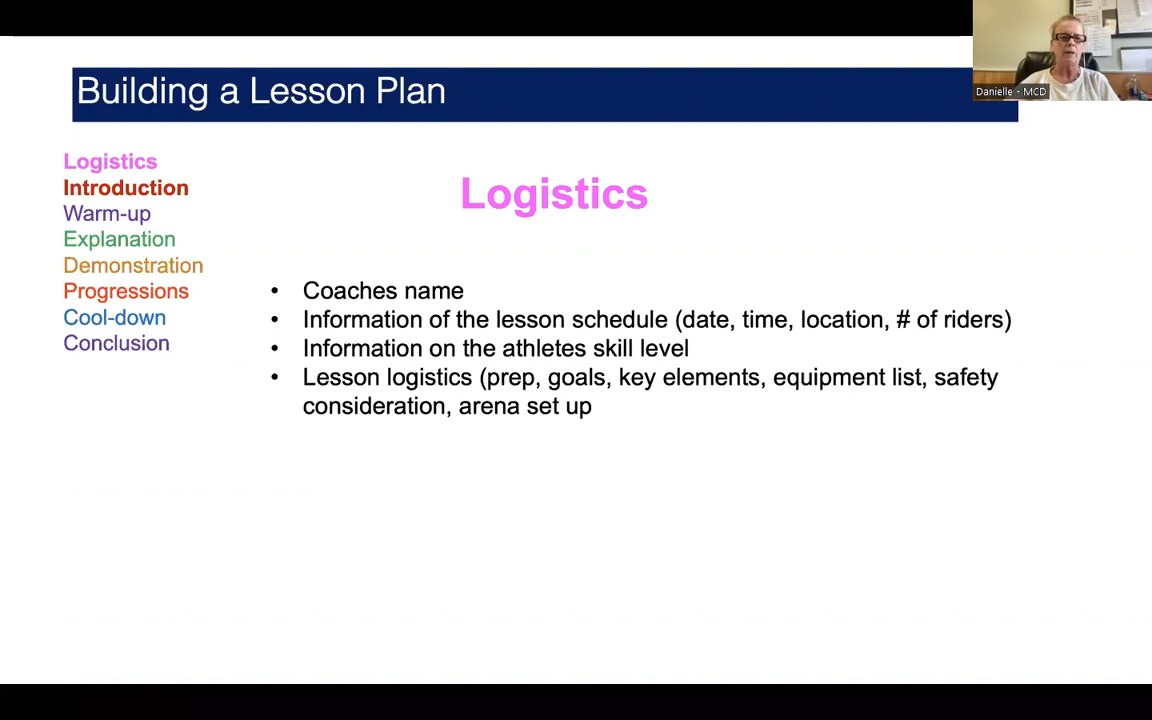 Building a Lesson Plan
Danielle - MCD
Logistics
Introduction
Warm-up
Explanation
Demonstration
Progressions
Cool-down
Conclusion
Logistics
• Coaches name
• Information of the lesson schedule (date, time, location, # of riders)
• Information on the athletes skill level
• Lesson logistics (prep, goals, key elements, equipment list, safety
consideration, arena set up